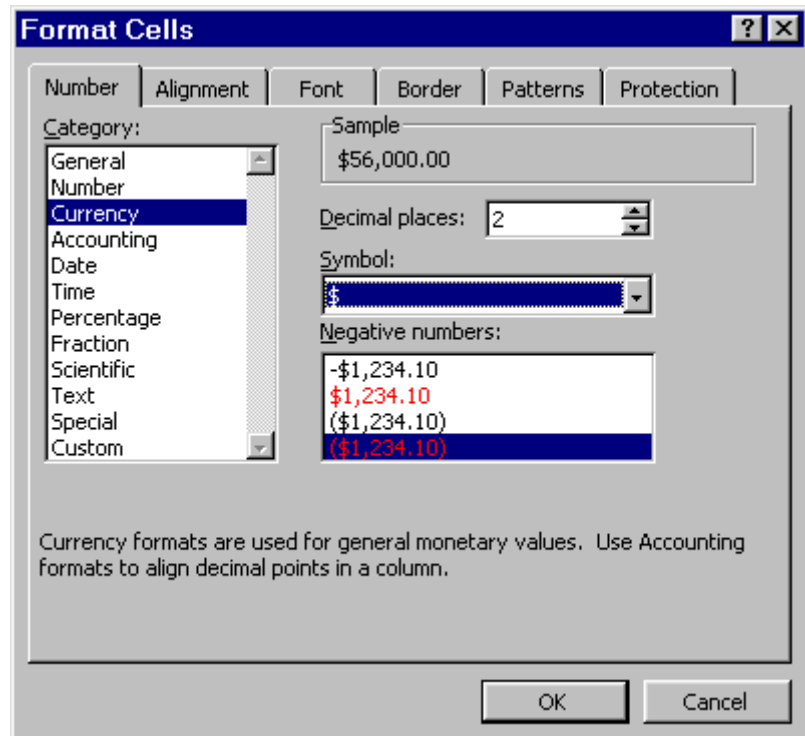 Format Cells
?
Number Alignment Font Border Patterns Protection
Category:
General
Number
Currency
Accounting
Date
Time
Percentage
Fraction
Scientific
Text
Special
Custom
Sample
$56,000.00
Decimal places: 2
Symbol:
$
Negative numbers:
-$1,234.10
$1,234.10
($1,234.10)
($1,234.10)
Currency formats are used for general monetary values.  Use Accounting
formats to align decimal points in a column.
OK Cancel